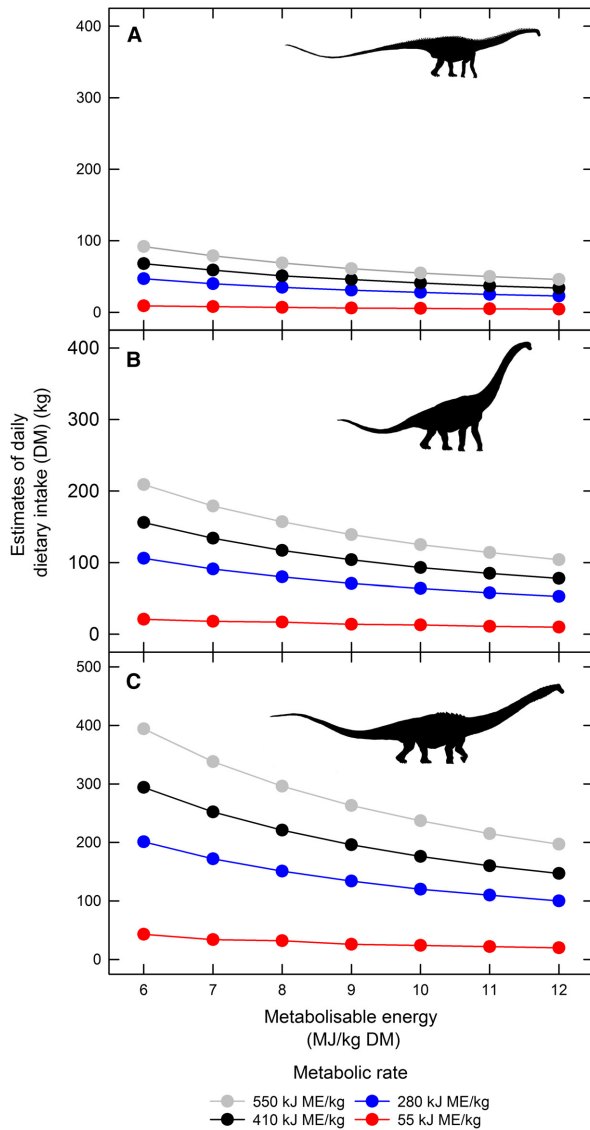 A
400
300
200
100
0
B
400
300
200
100
0
Estimates of daily
dietary intake (DM) (kg)
C
500
400
300
200
100
0
6 7 8 9 10 11 12
Metabolisable energy
(MJ/kg DM)
Metabolic rate
550 kJ ME/kg 280 kJ ME/kg
410 kJ ME/kg 55 kJ ME/kg